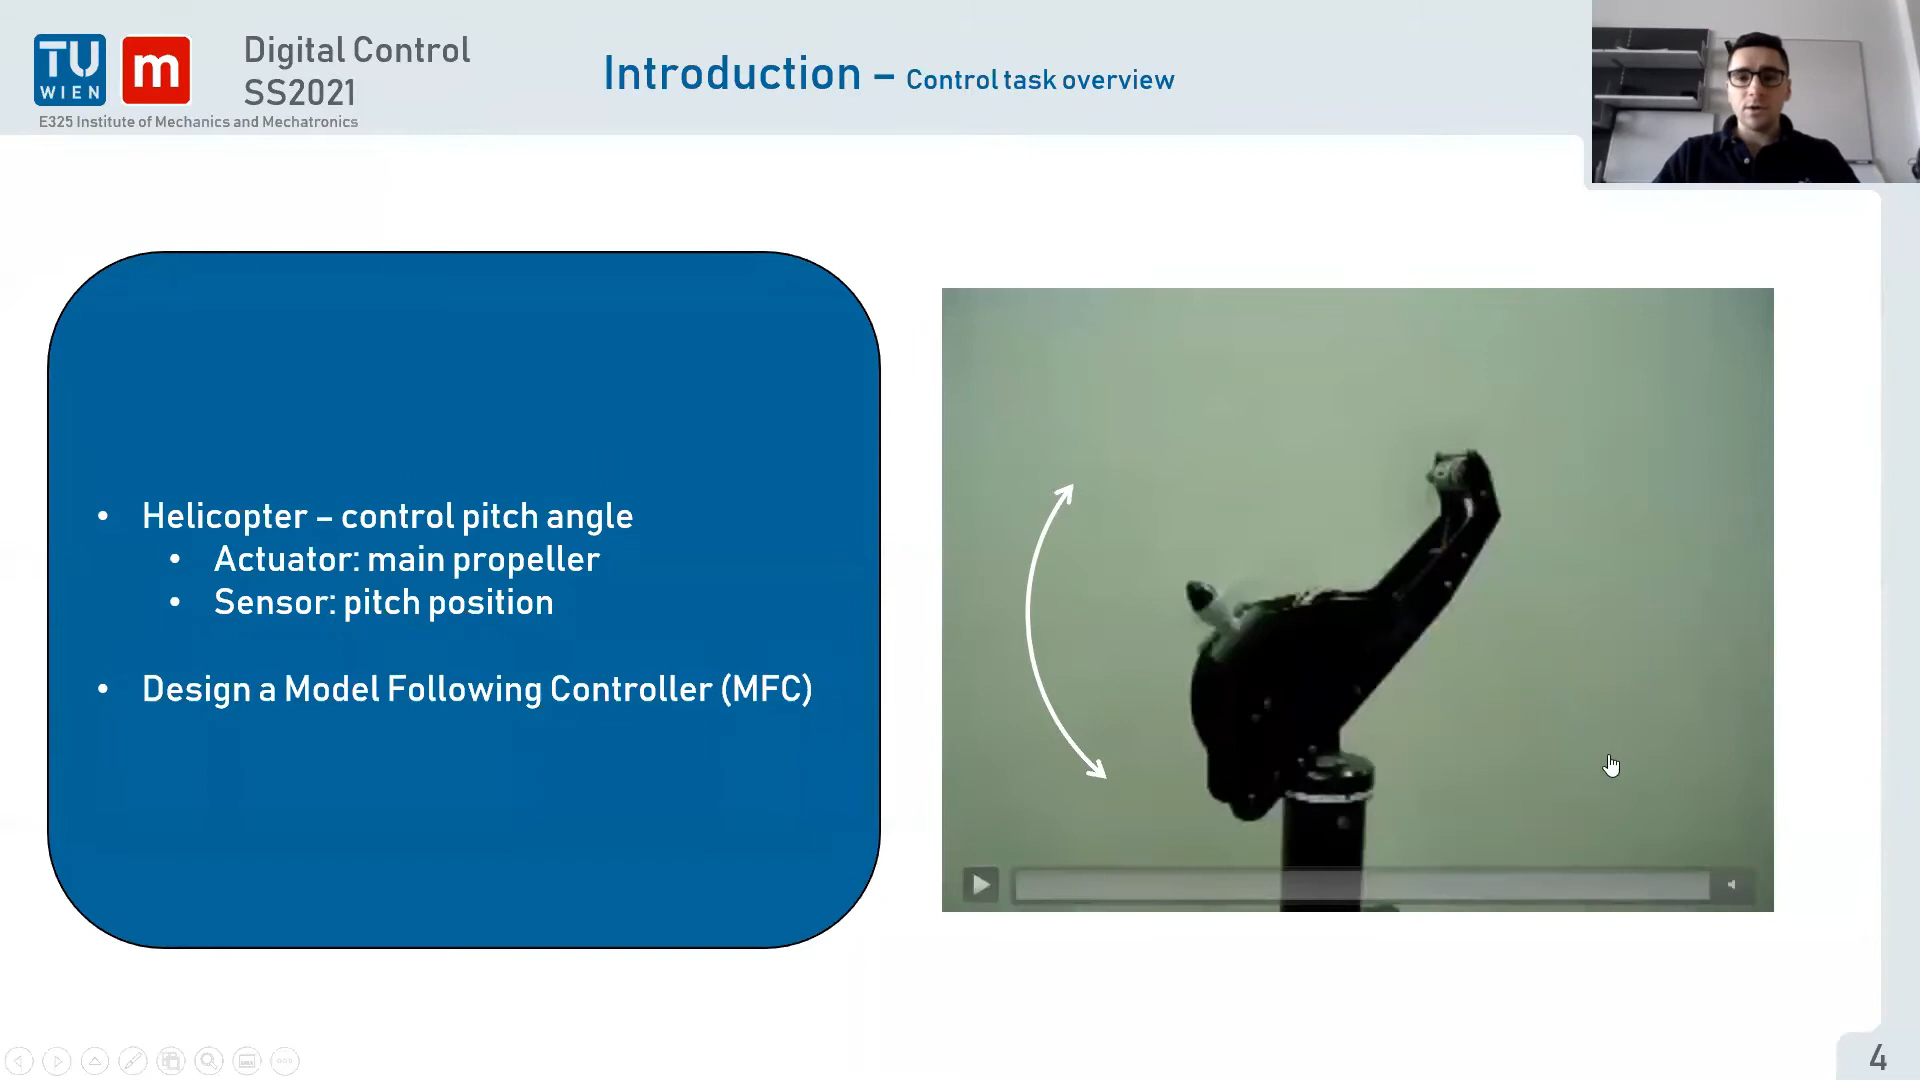 TU
WIEN
m
Digital Control
SS2021
E325 Institute of Mechanics and Mechatronics
Introduction – Control task overview
• Helicopter – control pitch angle
• Actuator: main propeller
• Sensor: pitch position
• Design a Model Following Controller (MFC)
4